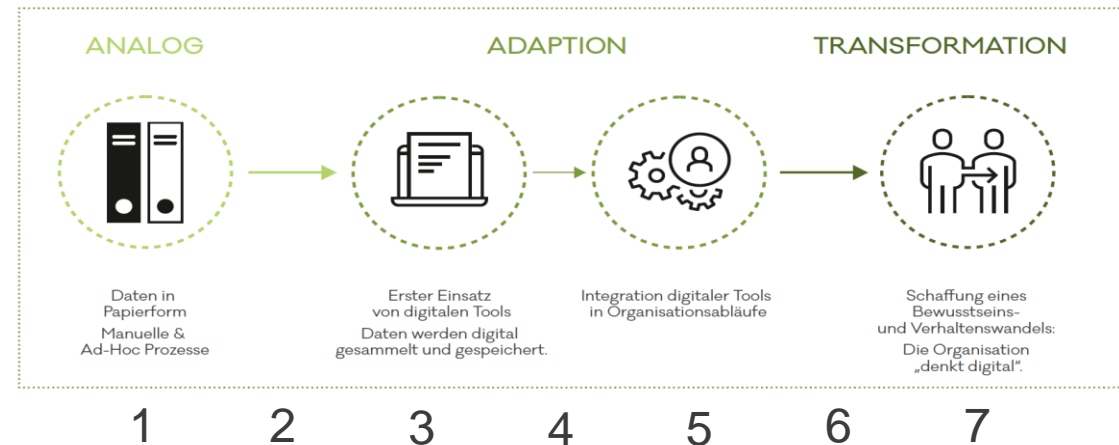 ANALOG
ADAPTION
TRANSFORMATION
Daten in
Papierform
Manuelle &
Ad-Hoc Prozesse
Erster Einsatz
von digitalen Tools
Daten werden digital
gesammelt und gespeichert.
Integration digitaler Tools
in Organisationsabläufe
Schaffung eines
Bewusstseins-
und Verhaltenswandels:
Die Organisation
„denkt digital“.
1 2 3 4 5 6 7